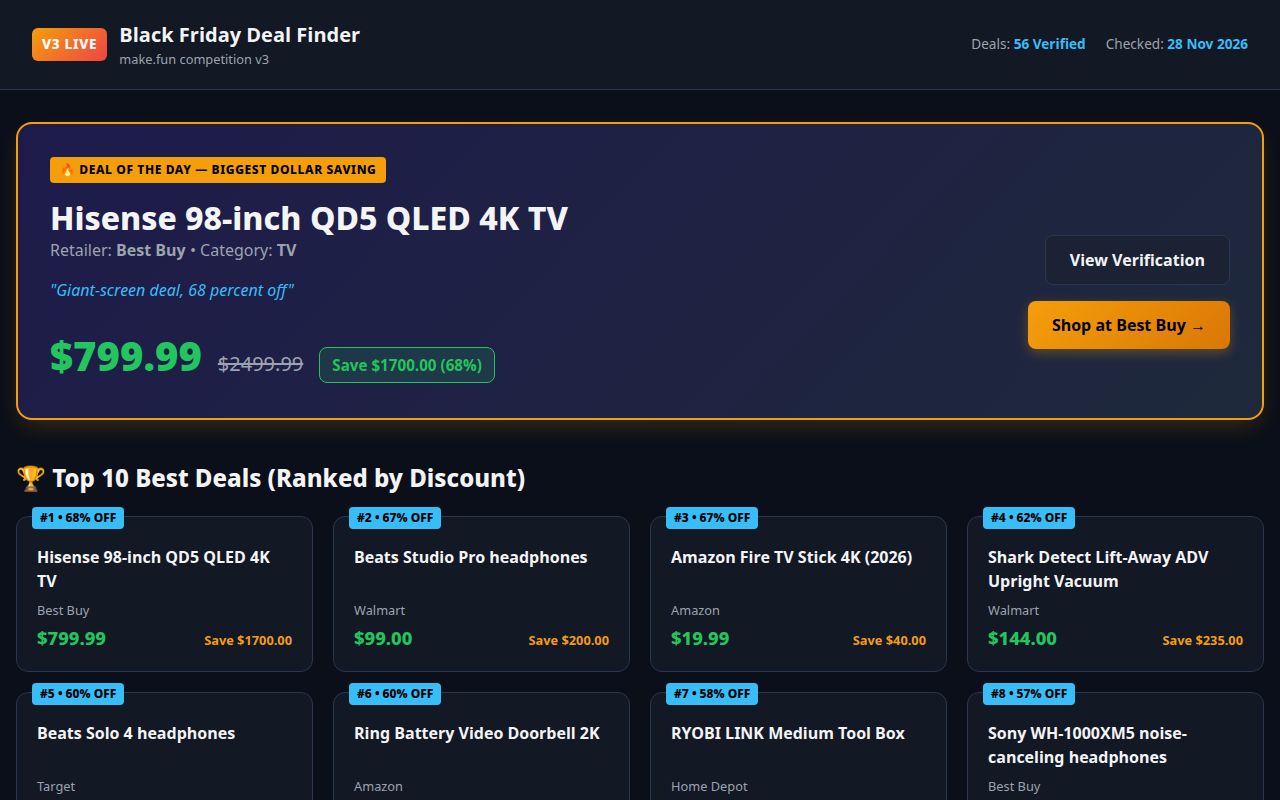 V3 LIVE
Black Friday Deal Finder
make.fun competition v3
Deals: 56 Verified
Checked: 28 Nov 2026
🔥 DEAL OF THE DAY — BIGGEST DOLLAR SAVING
Hisense 98-inch QD5 QLED 4K TV
Retailer: Best Buy • Category: TV
"Giant-screen deal, 68 percent off"
$799.99 $2499.99 Save $1700.00 (68%)
View Verification
Shop at Best Buy →
🏆 Top 10 Best Deals (Ranked by Discount)
#1 • 68% OFF
Hisense 98-inch QD5 QLED 4K
TV
Best Buy
$799.99 Save $1700.00
#2 • 67% OFF
Beats Studio Pro headphones
Walmart
$99.00 Save $200.00
#3 • 67% OFF
Amazon Fire TV Stick 4K (2026)
Amazon
$19.99 Save $40.00
#4 • 62% OFF
Shark Detect Lift-Away ADV
Upright Vacuum
Walmart
$144.00 Save $235.00
#5 • 60% OFF
Beats Solo 4 headphones
Target
#6 • 60% OFF
Ring Battery Video Doorbell 2K
Amazon
#7 • 58% OFF
RYOBI LINK Medium Tool Box
Home Depot
#8 • 57% OFF
Sony WH-1000XM5 noise-
canceling headphones
Best Buy